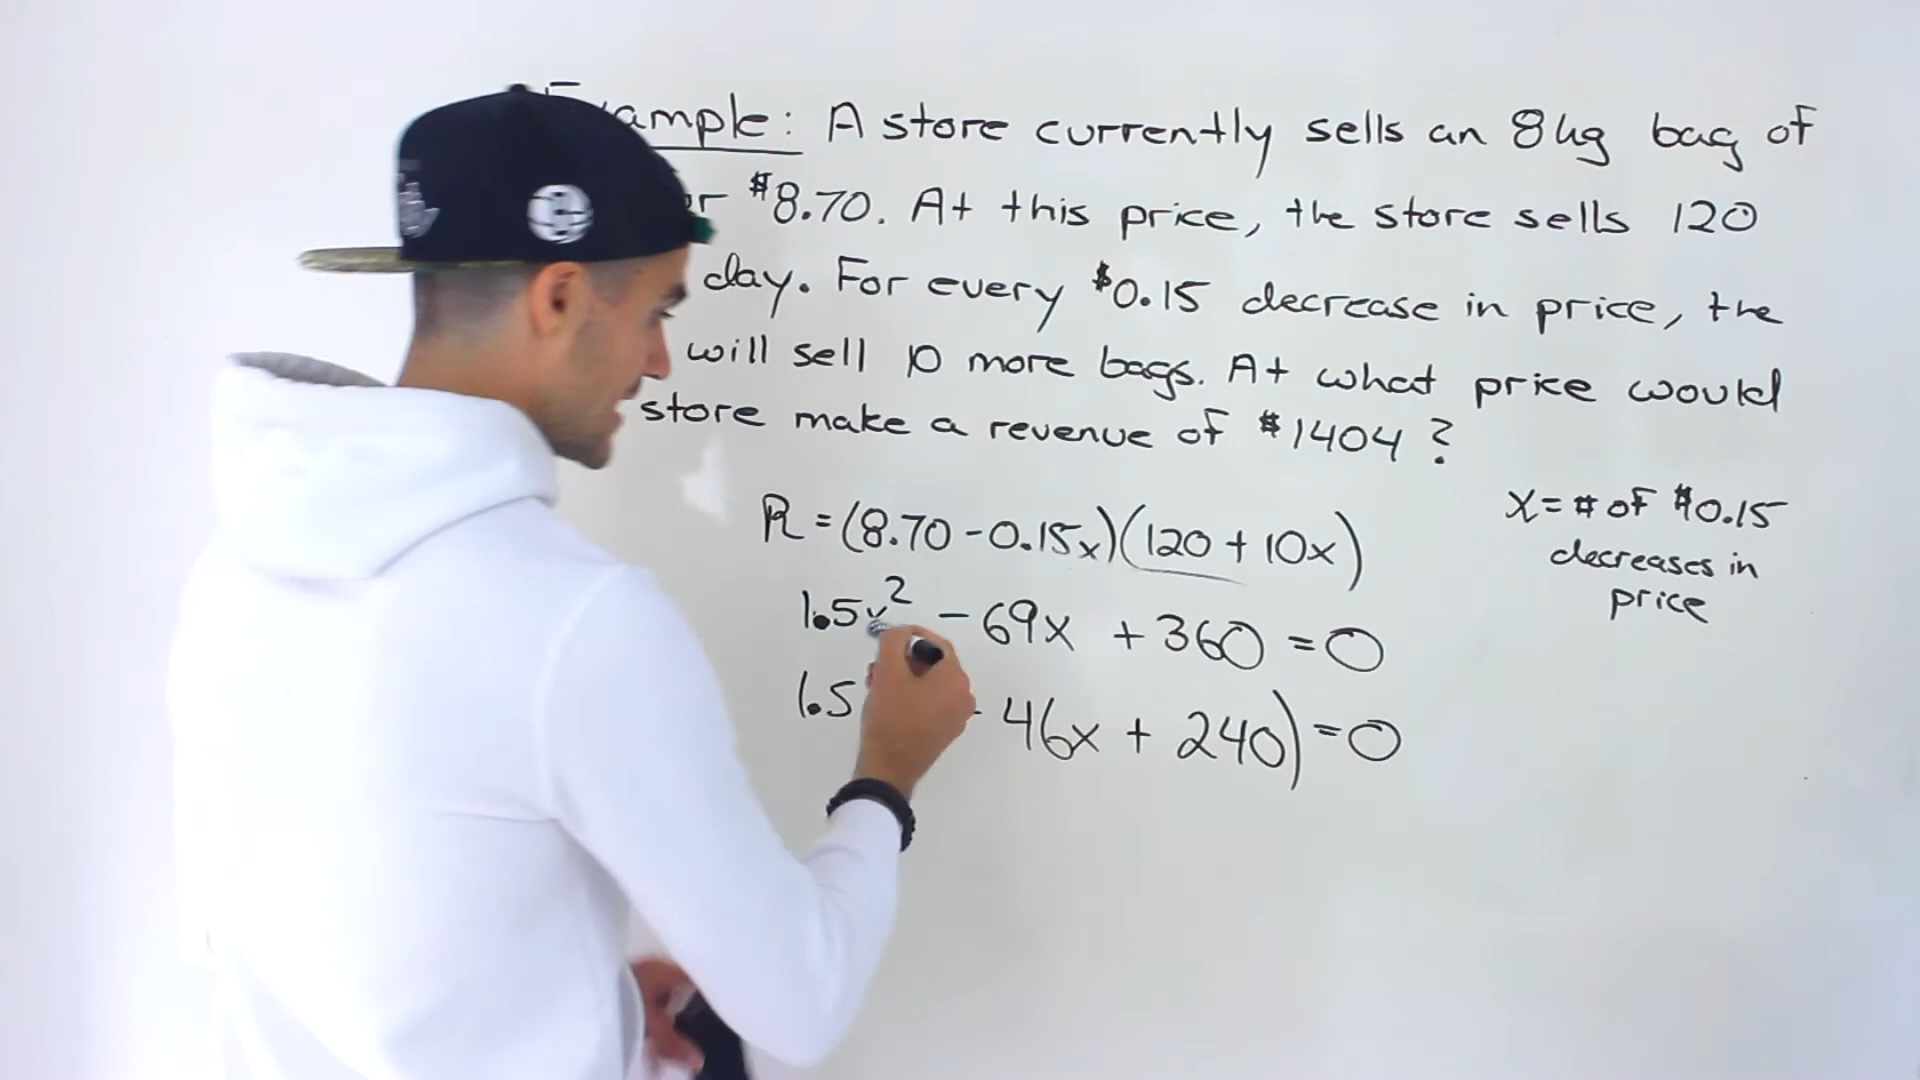 Example: A store currently sells an 8kg bag of
$8.70. At this price, the store sells 120
day. For every $0.15 decrease in price, the
will sell 10 more bags. At what price would
store make a revenue of $1404?
R = (8.70 - 0.15x)(120 + 10x)
x = # of $0.15
decreases in
price
1.5x² - 69x + 360 = 0
1.5 - 46x + 240) = 0